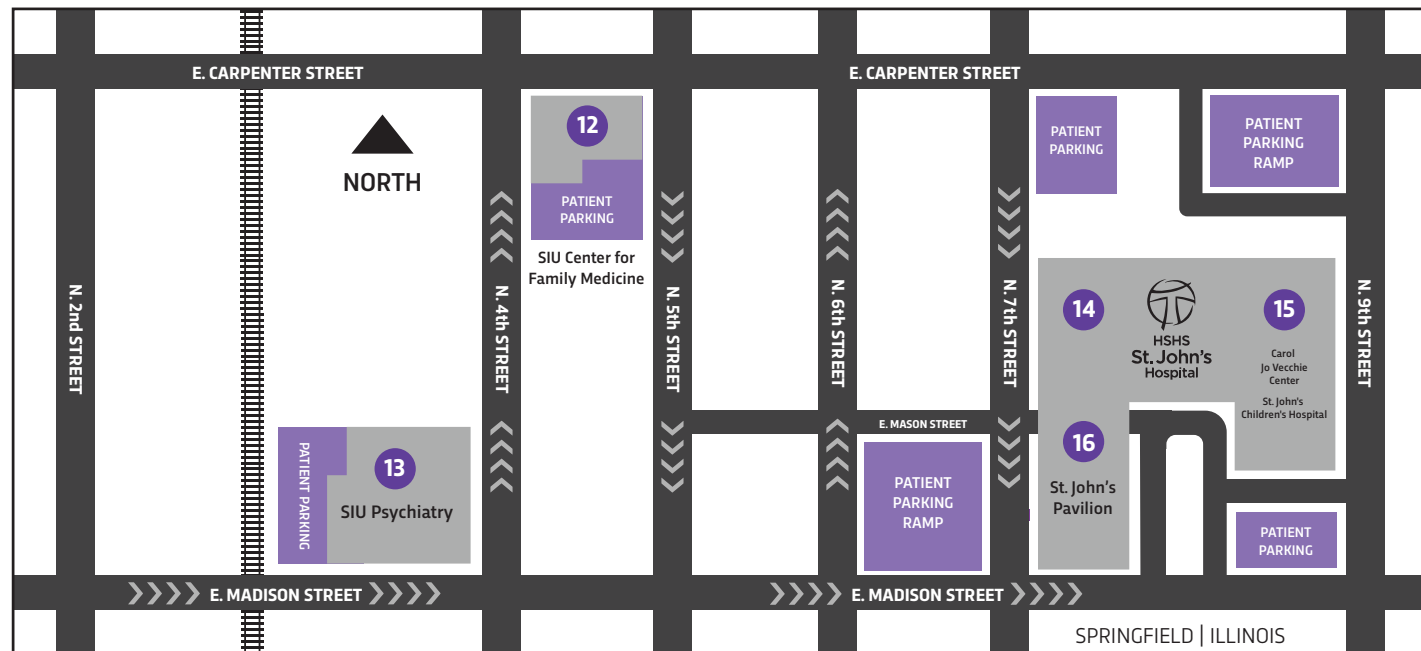 E. CARPENTER STREET
E. CARPENTER STREET
12
PATIENT
PARKING
PATIENT
PARKING
RAMP
NORTH
PATIENT
PARKING
SIU Center for
Family Medicine
N. 2nd STREET
N. 4th STREET
N. 5th STREET
N. 6th STREET
N. 7th STREET
N. 9th STREET
14
HSHS
St. John's
Hospital
15
Carol
Jo Vecchie
Center
St. John's
Children's Hospital
E. MASON STREET
PATIENT PARKING
13
SIU Psychiatry
PATIENT
PARKING
RAMP
16
St. John's
Pavilion
PATIENT
PARKING
E. MADISON STREET
E. MADISON STREET
SPRINGFIELD | ILLINOIS